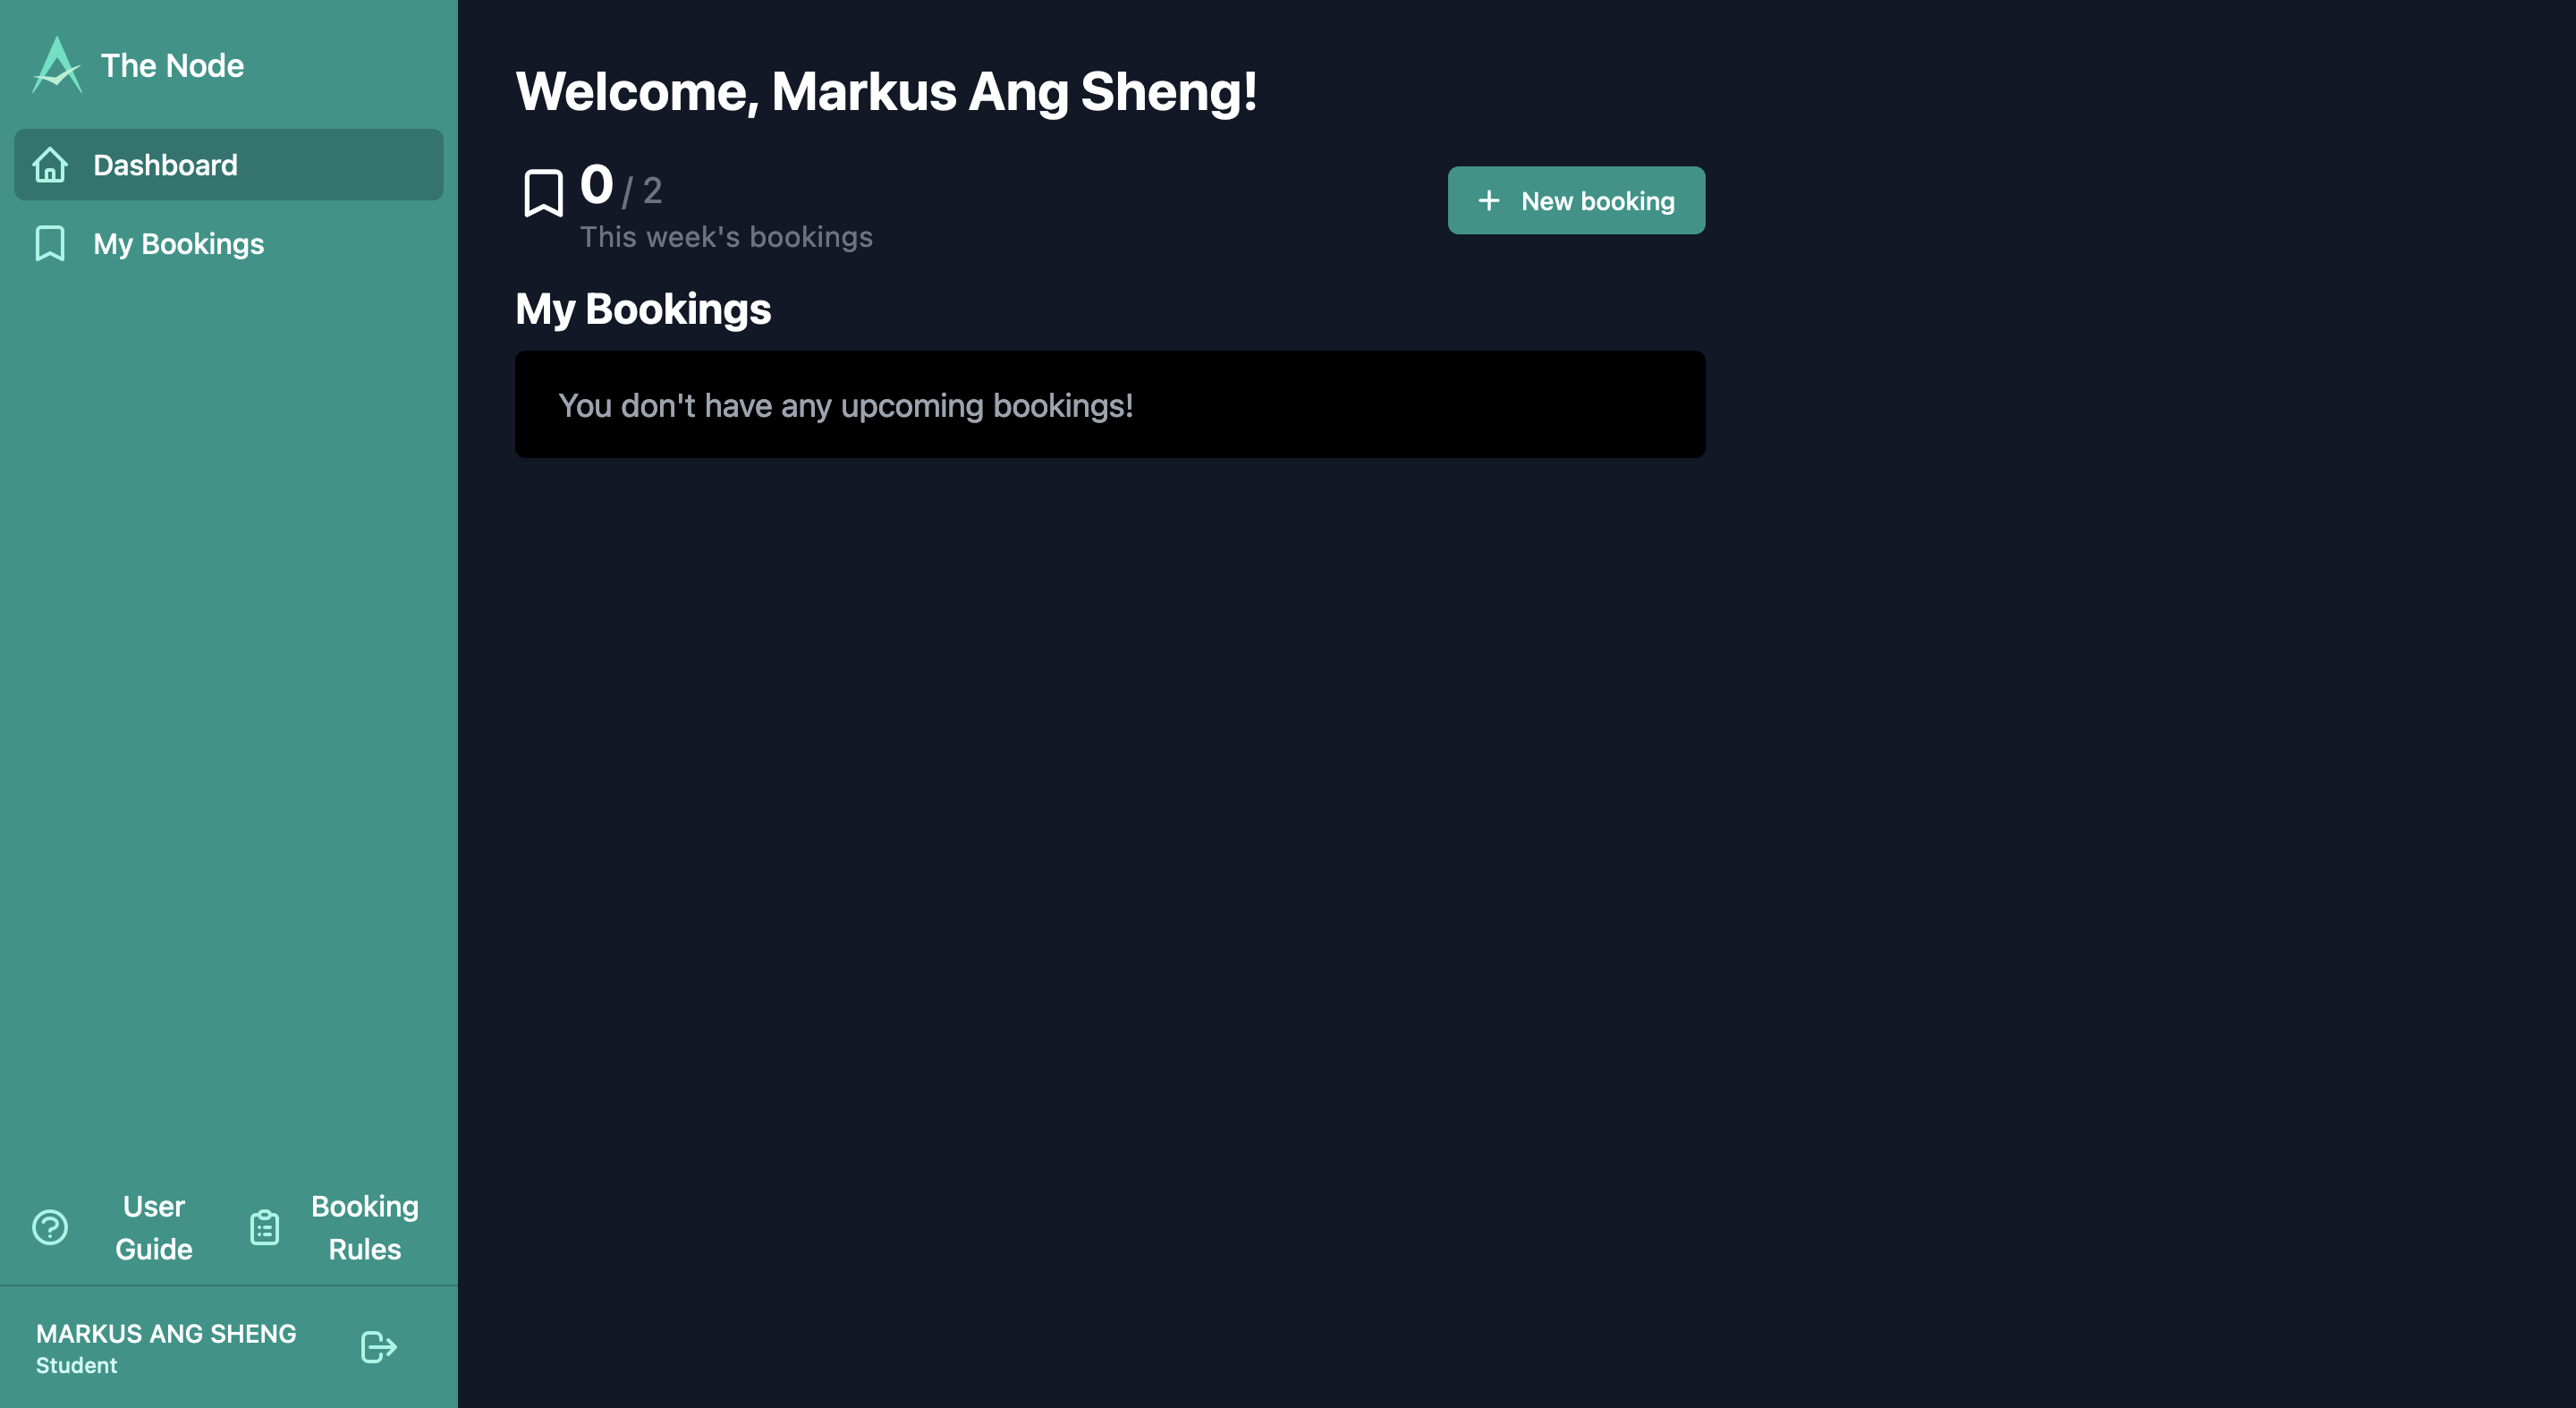 The Node
Dashboard
My Bookings
User
Guide
Booking
Rules
MARKUS ANG SHENG
Student
Welcome, Markus Ang Sheng!
0 / 2
This week's bookings
New booking
My Bookings
You don't have any upcoming bookings!